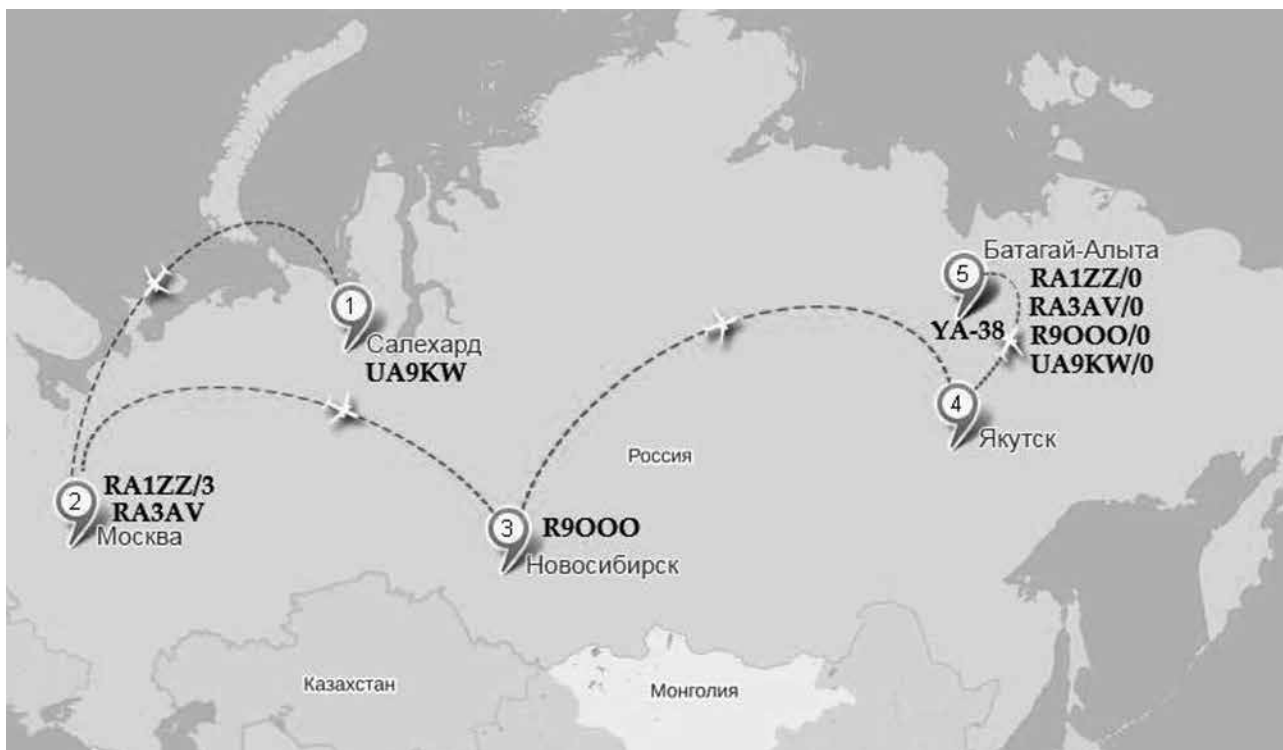 1
Салехард
UA9KW
2
RA1ZZ/3
RA3AV
Москва
3
R9OOO
Новосибирск
4
Якутск
5
Батагай-Алыта
RA1ZZ/0
RA3AV/0
R9OOO/0
UA9KW/0
YA-38
Россия
Казахстан
Монголия